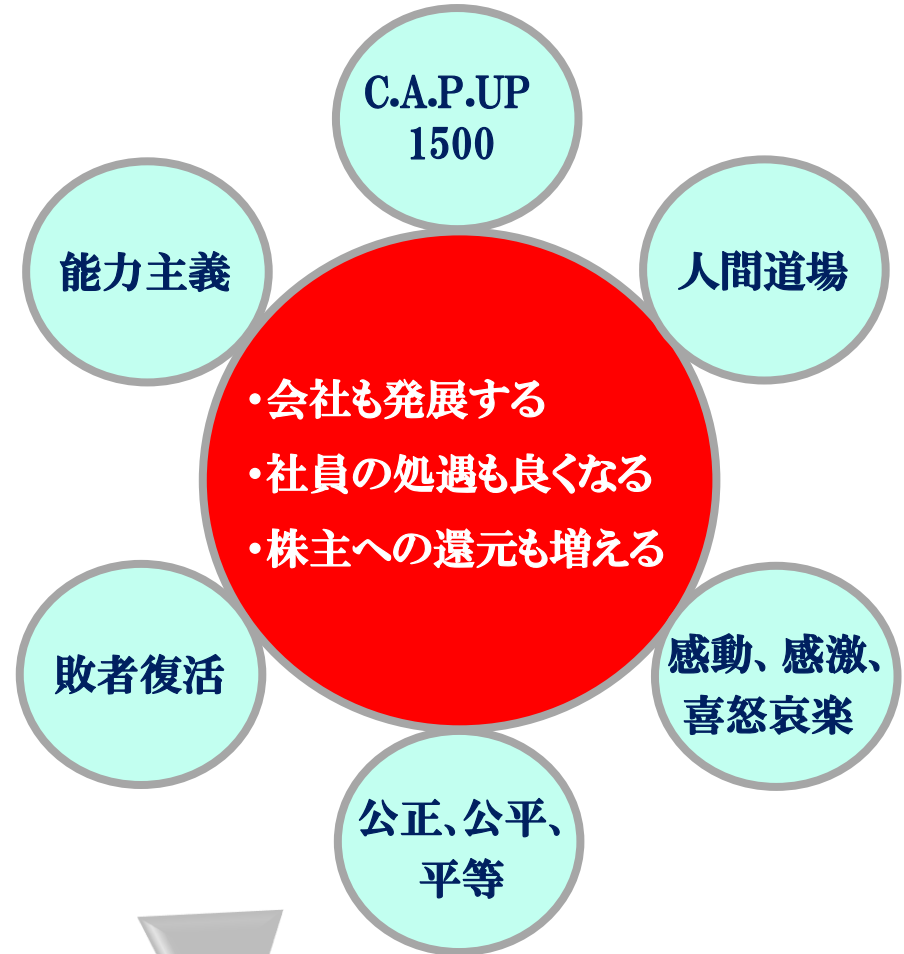 C.A.P.UP
1500
能力主義
人間道場
・会社も発展する
・社員の処遇も良くなる
・株主への還元も増える
敗者復活
感動、感激、
喜怒哀楽
公正、公平、
平等